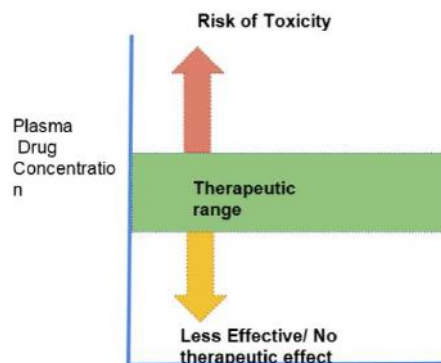 Risk of Toxicity
Plasma
Drug
Concentratio
n
Therapeutic
range
Less Effective/ No
therapeutic effect